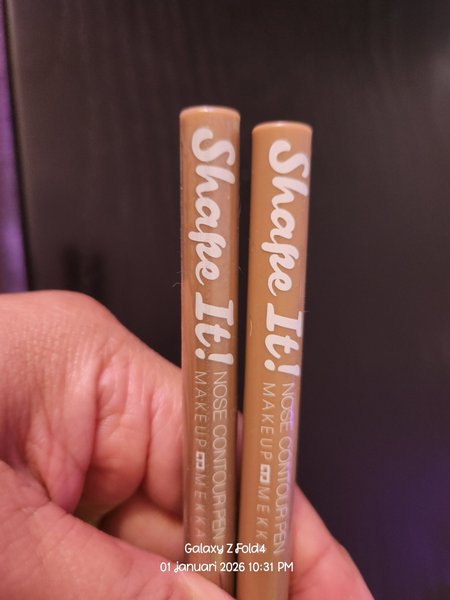 Shape It!
NOSE CONTOUR PEN
MAKEUP MEKKA
Shape It!
NOSE CONTOUR PEN
MAKEUP MEKK
Galaxy Z Fold4
01 Januari 2026 10:31 PM